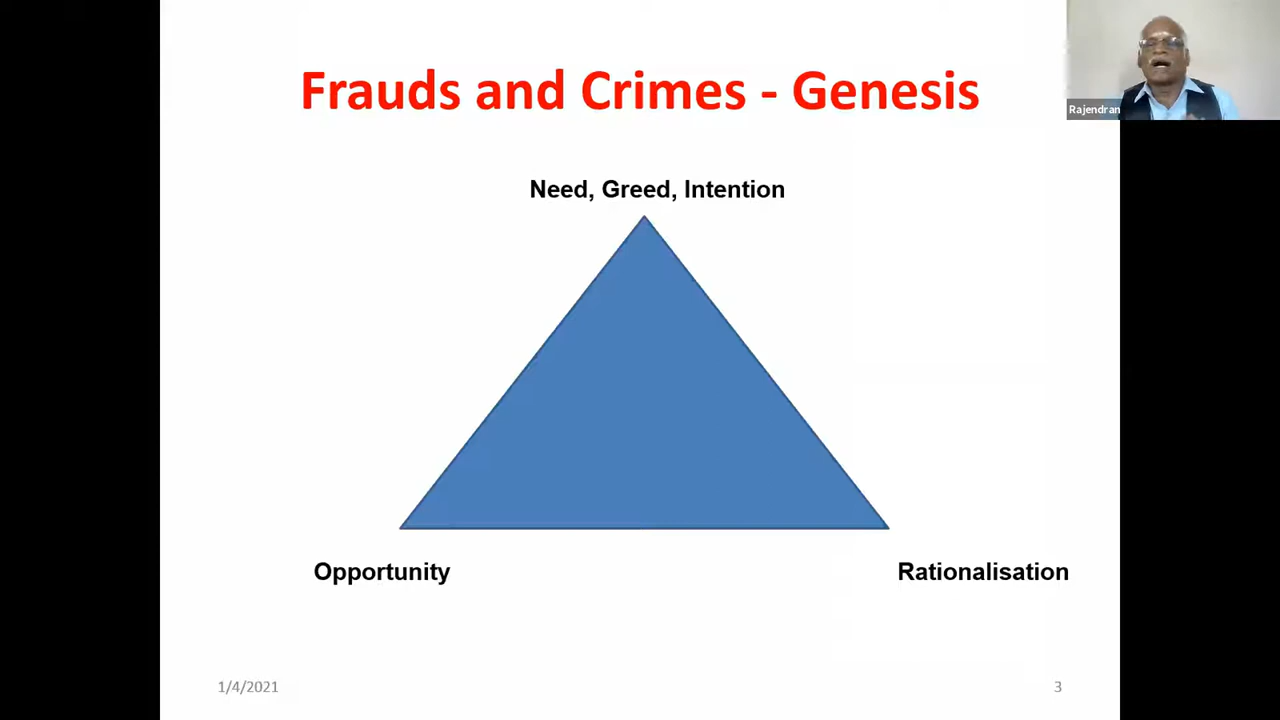 Frauds and Crimes - Genesis
Rajendran
Need, Greed, Intention
Opportunity
Rationalisation
1/4/2021
3